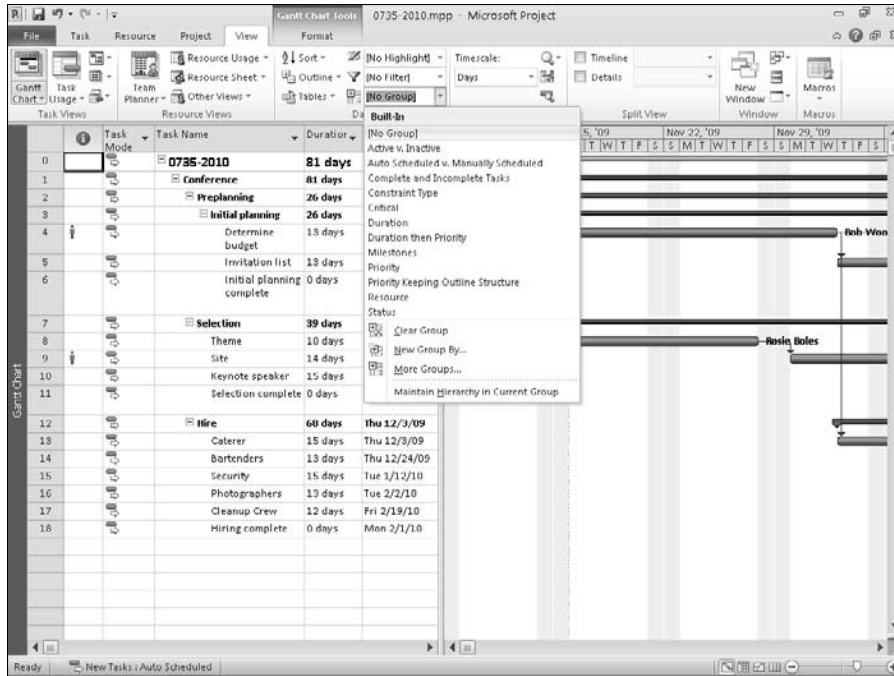 Gantt Chart Tools
0735-2010.mpp - Microsoft Project
File Task Resource Project View Format
Gantt Chart
Task Usage
Team Planner
Resource Usage
Resource Sheet
Other Views
Sort
Outline
Tables
[No Highlight]
[No Filter]
[No Group]
Timescale:
Days
Timeline
Details
New Window
Macros
Task Views
Resource Views
Da
Split View
Window
Macros
Built-In
[No Group]
Active v. Inactive
Auto Scheduled v. Manually Scheduled
Complete and Incomplete Tasks
Constraint Type
Critical
Duration
Duration then Priority
Milestones
Priority
Priority Keeping Outline Structure
Resource
Status
Clear Group
New Group By...
More Groups...
Maintain Hierarchy in Current Group
Task Mode
Task Name
Duration
5, '09
Nov 22, '09
Nov 29, '09
T W T F S S M T W T F S S M T W T F S
0 0735-2010 81 days
1 Conference 81 days
2 Preplanning 26 days
3 Initial planning 26 days
4 Determine budget 13 days
Bob Woo
5 Invitation list 13 days
6 Initial planning complete 0 days
7 Selection 39 days
8 Theme 10 days
Rosie Boles
9 Site 14 days
10 Keynote speaker 15 days
11 Selection complete 0 days
12 Hire 60 days Thu 12/3/09
13 Caterer 15 days Thu 12/3/09
14 Bartenders 13 days Thu 12/24/09
15 Security 15 days Tue 1/12/10
16 Photographers 13 days Tue 2/2/10
17 Cleanup Crew 12 days Fri 2/19/10
18 Hiring complete 0 days Mon 2/1/10
Gantt Chart
Ready
New Tasks : Auto Scheduled